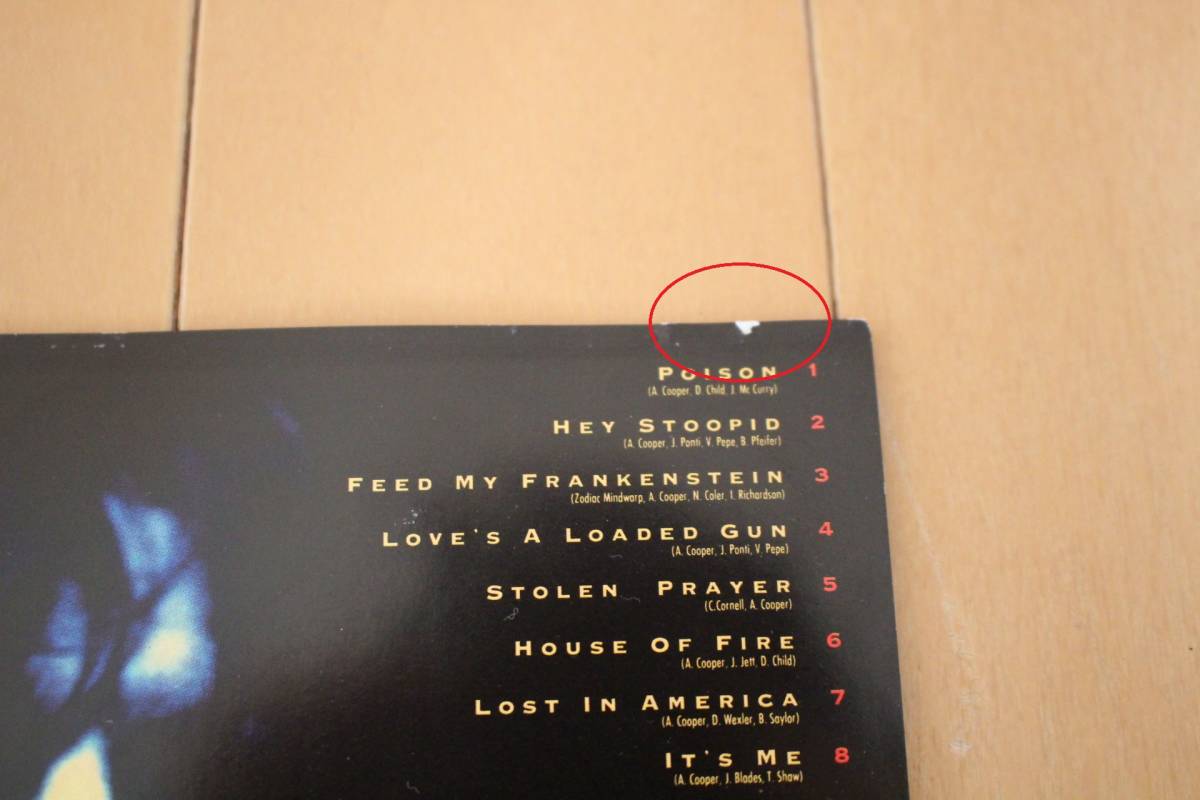 POISON 1
(A. Cooper, D. Child, J. Mc Curry)
HEY STOOPID 2
(A. Cooper, J. Ponti, V. Pepe, B. Pfeifer)
FEED MY FRANKENSTEIN 3
(Zodiac Mindwarp, A. Cooper, N. Coler, I. Richardson)
LOVE'S A LOADED GUN 4
(A. Cooper, J. Ponti, V. Pepe)
STOLEN PRAYER 5
(C.Cornell, A. Cooper)
HOUSE OF FIRE 6
(A. Cooper, J. Jett, D. Child)
LOST IN AMERICA 7
(A. Cooper, D. Wexler, B. Saylor)
IT'S ME 8
(A. Cooper, J. Blades, T. Shaw)